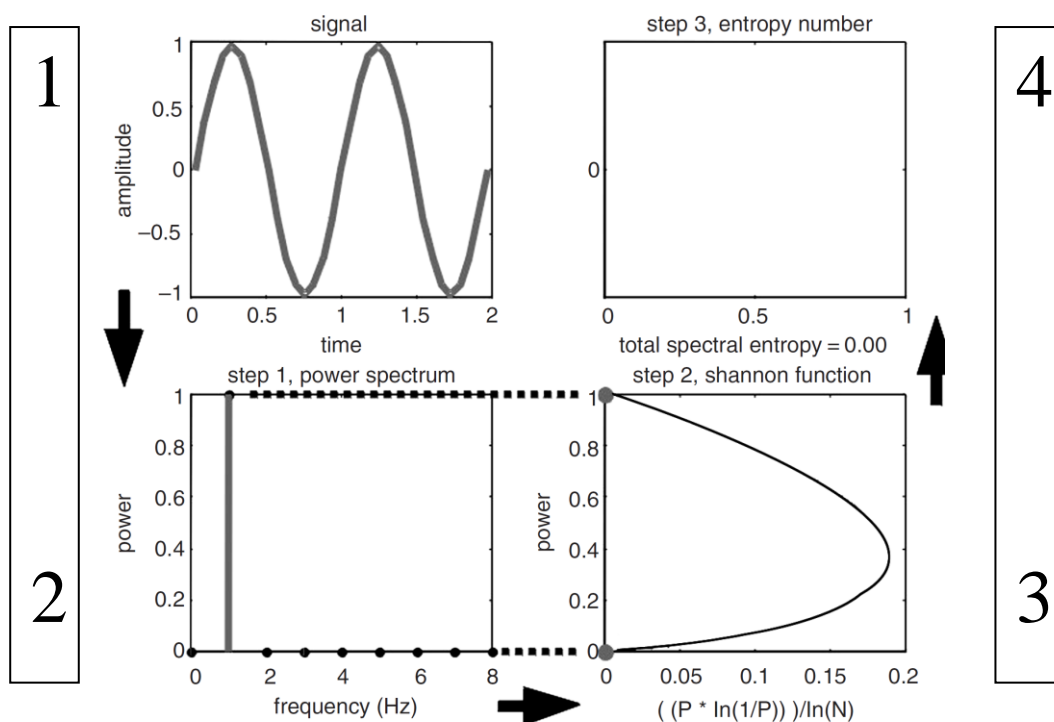 1
2
signal
1
0.5
0
−0.5
−1
amplitude
0 0.5 1 1.5 2
time
step 3, entropy number
0
0 0.5 1
total spectral entropy = 0.00
step 1, power spectrum
1
0.8
0.6
0.4
0.2
0
power
0 2 4 6 8
frequency (Hz)
step 2, shannon function
1
0.8
0.6
0.4
0.2
0
power
0 0.05 0.1 0.15 0.2
( (P * ln(1/P)) )/ln(N)
4
3